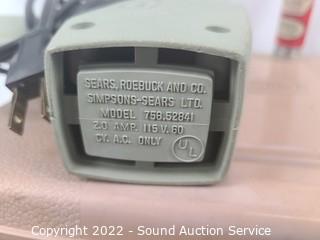 SEARS, ROEBUCK AND CO.
SIMPSONS-SEARS LTD.
MODEL 758.52841
2.0 AMP. 115 V. 60
CY. A.C. ONLY
UL
Copyright 2022 - Sound Auction Service